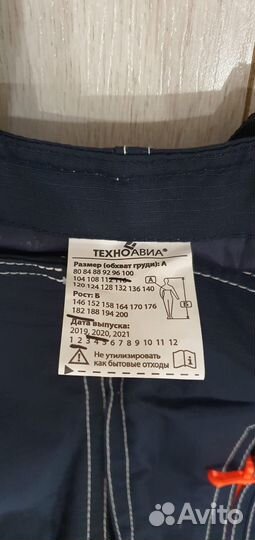 ТЕХНОАВИА®
Размер (обхват груди): А
80 84 88 92 96 100
104 108 112 116
120 124 128 132 136 140
Рост: Б
146 152 158 164 170 176
182 188 194 200
Дата выпуска:
2019, 2020, 2021
1 2 3 4 5 6 7 8 9 10 11 12
Не утилизировать
как бытовые отходы
А
Б
i
Avito